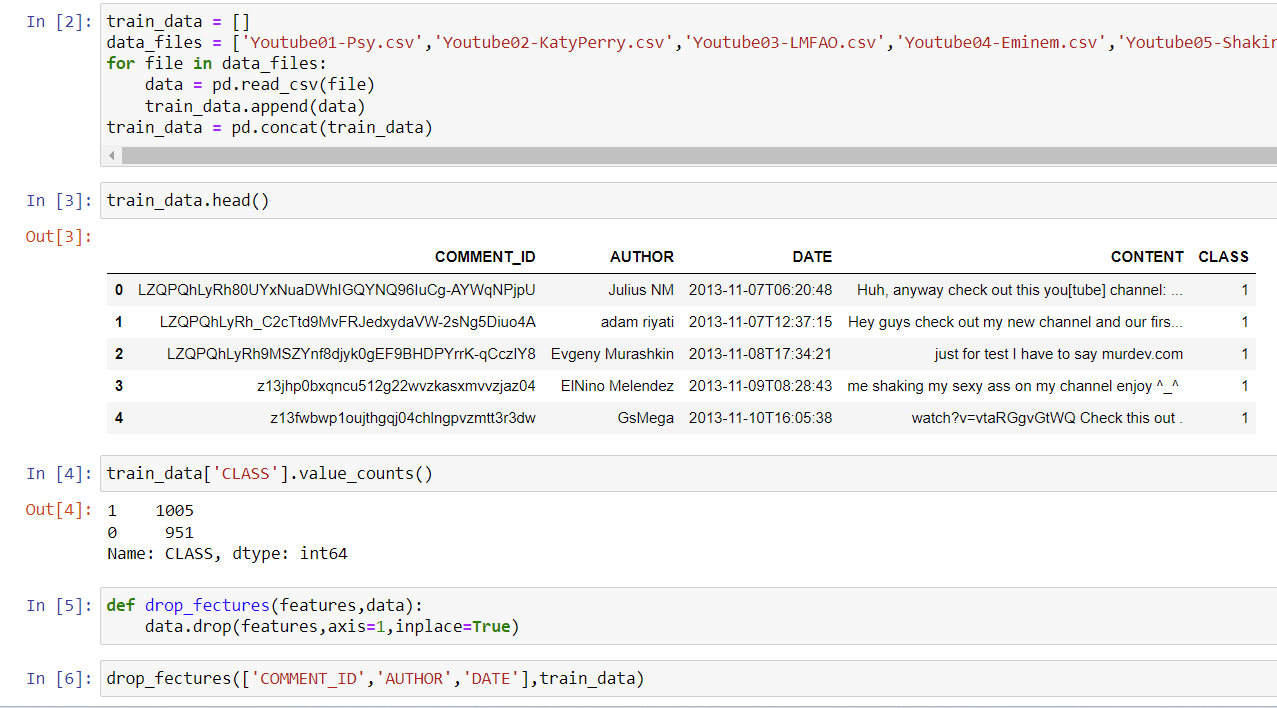 In [2]: train_data = []
data_files = ['Youtube01-Psy.csv','Youtube02-KatyPerry.csv','Youtube03-LMFAO.csv','Youtube04-Eminem.csv','Youtube05-Shakir
for file in data_files:
    data = pd.read_csv(file)
    train_data.append(data)
train_data = pd.concat(train_data)
In [3]: train_data.head()
Out[3]:
COMMENT_ID AUTHOR DATE CONTENT CLASS
0 LZQPQhLyRh80UYxNuaDWhIGQYNQ96IuCg-AYWqNPjpU Julius NM 2013-11-07T06:20:48 Huh, anyway check out this you[tube] channel: ... 1
1 LZQPQhLyRh_C2cTtd9MvFRJedxydaVW-2sNg5Diuo4A adam riyati 2013-11-07T12:37:15 Hey guys check out my new channel and our firs... 1
2 LZQPQhLyRh9MSZYnf8djyk0gEF9BHDPYrrK-qCczIY8 Evgeny Murashkin 2013-11-08T17:34:21 just for test I have to say murdev.com 1
3 z13jhp0bxqncu512g22wvzkasxmvvzjaz04 ElNino Melendez 2013-11-09T08:28:43 me shaking my sexy ass on my channel enjoy ^_^ 1
4 z13fwbwp1oujthgqj04chlngpvzmtt3r3dw GsMega 2013-11-10T16:05:38 watch?v=vtaRGgvGtWQ Check this out . 1
In [4]: train_data['CLASS'].value_counts()
Out[4]: 1    1005
0     951
Name: CLASS, dtype: int64
In [5]: def drop_fectures(features,data):
    data.drop(features,axis=1,inplace=True)
In [6]: drop_fectures(['COMMENT_ID','AUTHOR','DATE'],train_data)